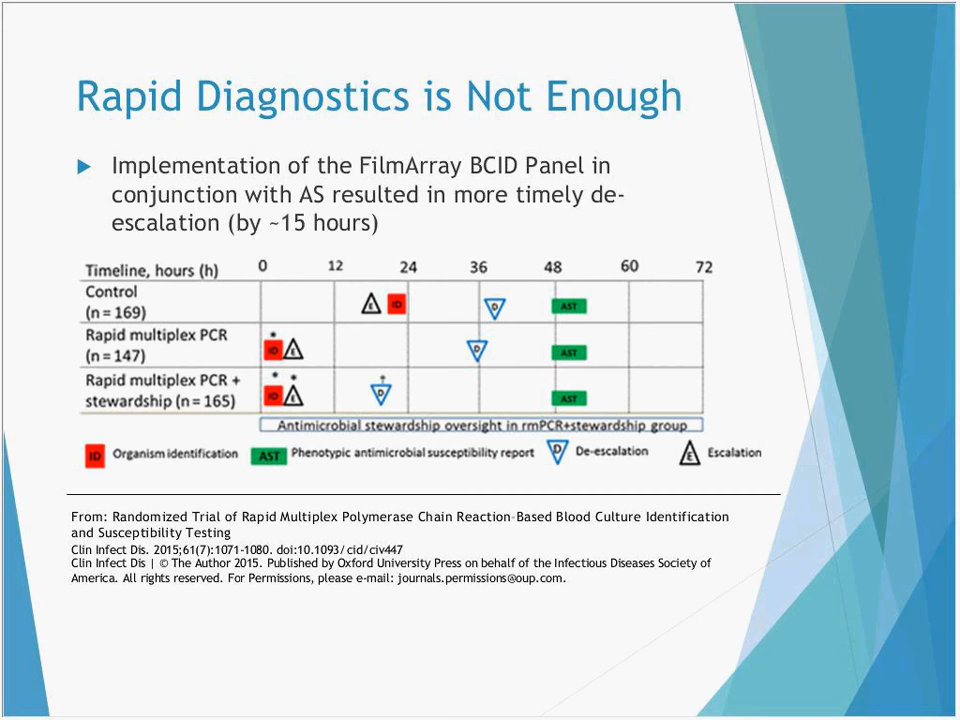 Rapid Diagnostics is Not Enough
Implementation of the FilmArray BCID Panel in
conjunction with AS resulted in more timely de-
escalation (by ~15 hours)
Timeline, hours (h) 0 12 24 36 48 60 72
Control
(n = 169)
E ID D AST
Rapid multiplex PCR
(n = 147)
*
ID E D AST
Rapid multiplex PCR +
stewardship (n = 165)
* * †
ID E D AST
Antimicrobial stewardship oversight in rmPCR+stewardship group
ID Organism identification AST Phenotypic antimicrobial susceptibility report D De-escalation E Escalation
From: Randomized Trial of Rapid Multiplex Polymerase Chain Reaction–Based Blood Culture Identification
and Susceptibility Testing
Clin Infect Dis. 2015;61(7):1071-1080. doi:10.1093/cid/civ447
Clin Infect Dis | © The Author 2015. Published by Oxford University Press on behalf of the Infectious Diseases Society of
America. All rights reserved. For Permissions, please e-mail: journals.permissions@oup.com.